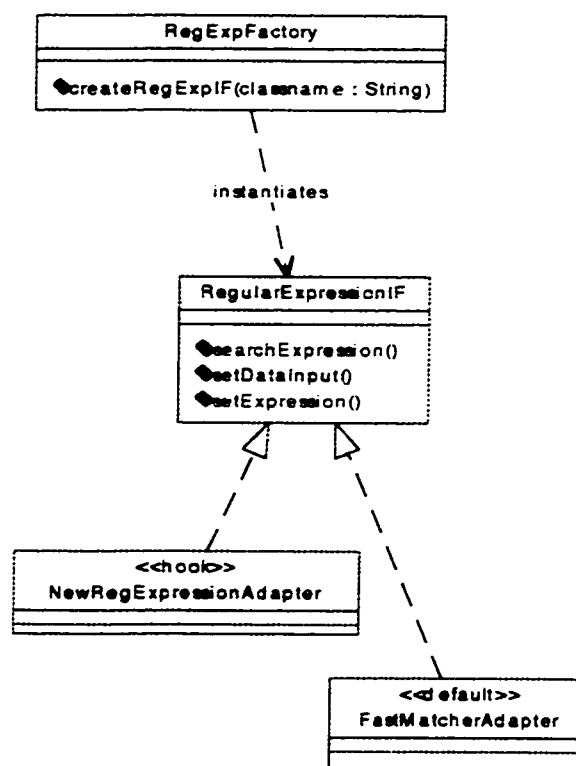 RegExpFactory
createRegExpIF(classname : String)
instantiates
RegularExpressionIF
searchExpression()
setDataInput()
setExpression()
<<hook>>
NewRegExpressionAdapter
<<default>>
FastMatcherAdapter